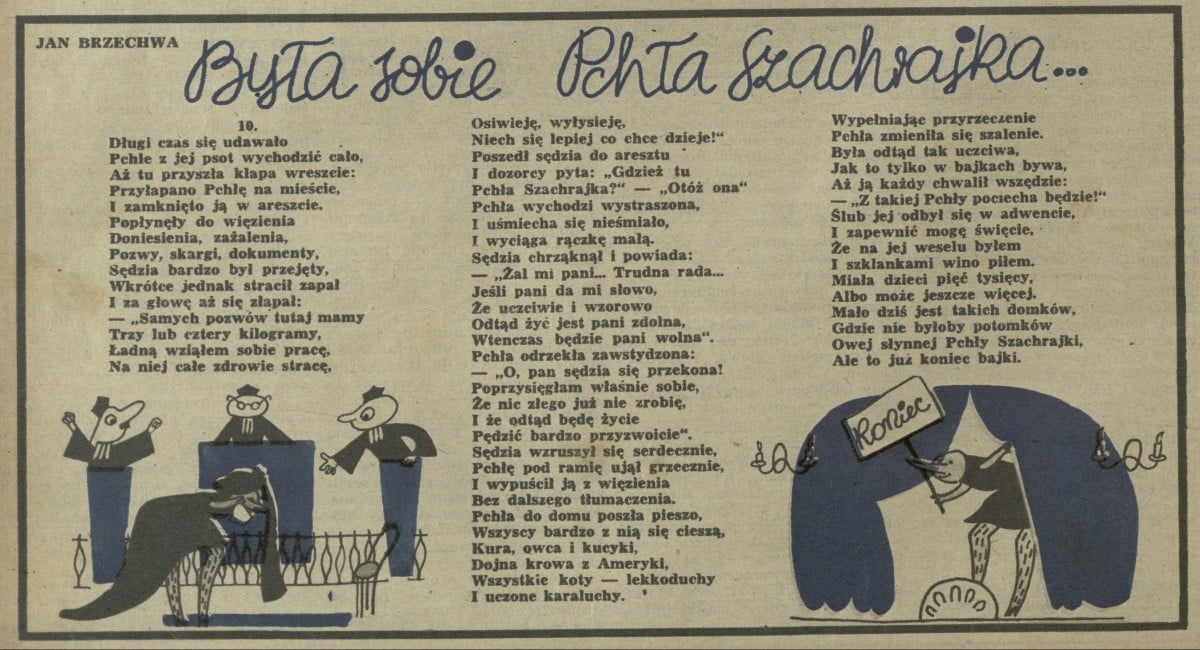 JAN BRZECHWA
Była sobie Pchła Szachrajka...
10.
Długi czas się udawało
Pchle z jej psot wychodzić cało,
Aż tu przyszła klapa wreszcie:
Przyłapano Pchłę na mieście,
I zamknięto ją w areszcie.
Popłynęły do więzienia
Doniesienia, zażalenia,
Pozwy, skargi, dokumenty,
Sędzia bardzo był przejęty,
Wkrótce jednak stracił zapał
I za głowę aż się złapał:
— „Samych pozwów tutaj mamy
Trzy lub cztery kilogramy,
Ładną wziąłem sobie pracę,
Na niej całe zdrowie stracę,
Osiwieję, wyłysieję,
Niech się lepiej co chce dzieje!"
Poszedł sędzia do aresztu
I dozorcy pyta: „Gdzież tu
Pchła Szachrajka?" — „Otóż ona"
Pchła wychodzi wystraszona,
I uśmiecha się nieśmiało,
I wyciąga rączkę małą.
Sędzia chrząknął i powiada:
— „Żal mi pani... Trudna rada...
Jeśli pani da mi słowo,
Że uczciwie i wzorowo
Odtąd żyć jest pani zdolna,
Wtenczas będzie pani wolna".
Pchła odrzekła zawstydzona:
— „O, pan sędzia się przekona!
Poprzysięgłam właśnie sobie,
Że nic złego już nie zrobię,
I że odtąd będę życie
Pędzić bardzo przyzwoicie".
Sędzia wzruszył się serdecznie,
Pchłę pod ramię ujął grzecznie,
I wypuścił ją z więzienia
Bez dalszego tłumaczenia.
Pchła do domu poszła pieszo,
Wszyscy bardzo z nią się cieszą,
Kura, owca i kucyki,
Dojna krowa z Ameryki,
Wszystkie koty — lekkoduchy
I uczone karaluchy.
Wypełniając przyrzeczenie
Pchła zmieniła się szalenie.
Była odtąd tak uczciwa,
Jak to tylko w bajkach bywa,
Aż ją każdy chwalił wszędzie:
— „Z takiej Pchły pociecha będzie!"
Ślub jej odbył się w adwencie,
I zapewnić mogę święcie,
Że na jej weselu byłem
I szklankami wino piłem.
Miała dzieci pięć tysięcy,
Albo może jeszcze więcej.
Mało dziś jest takich domków,
Gdzie nie byłoby potomków
Owej słynnej Pchły Szachrajki,
Ale to już koniec bajki.
Koniec